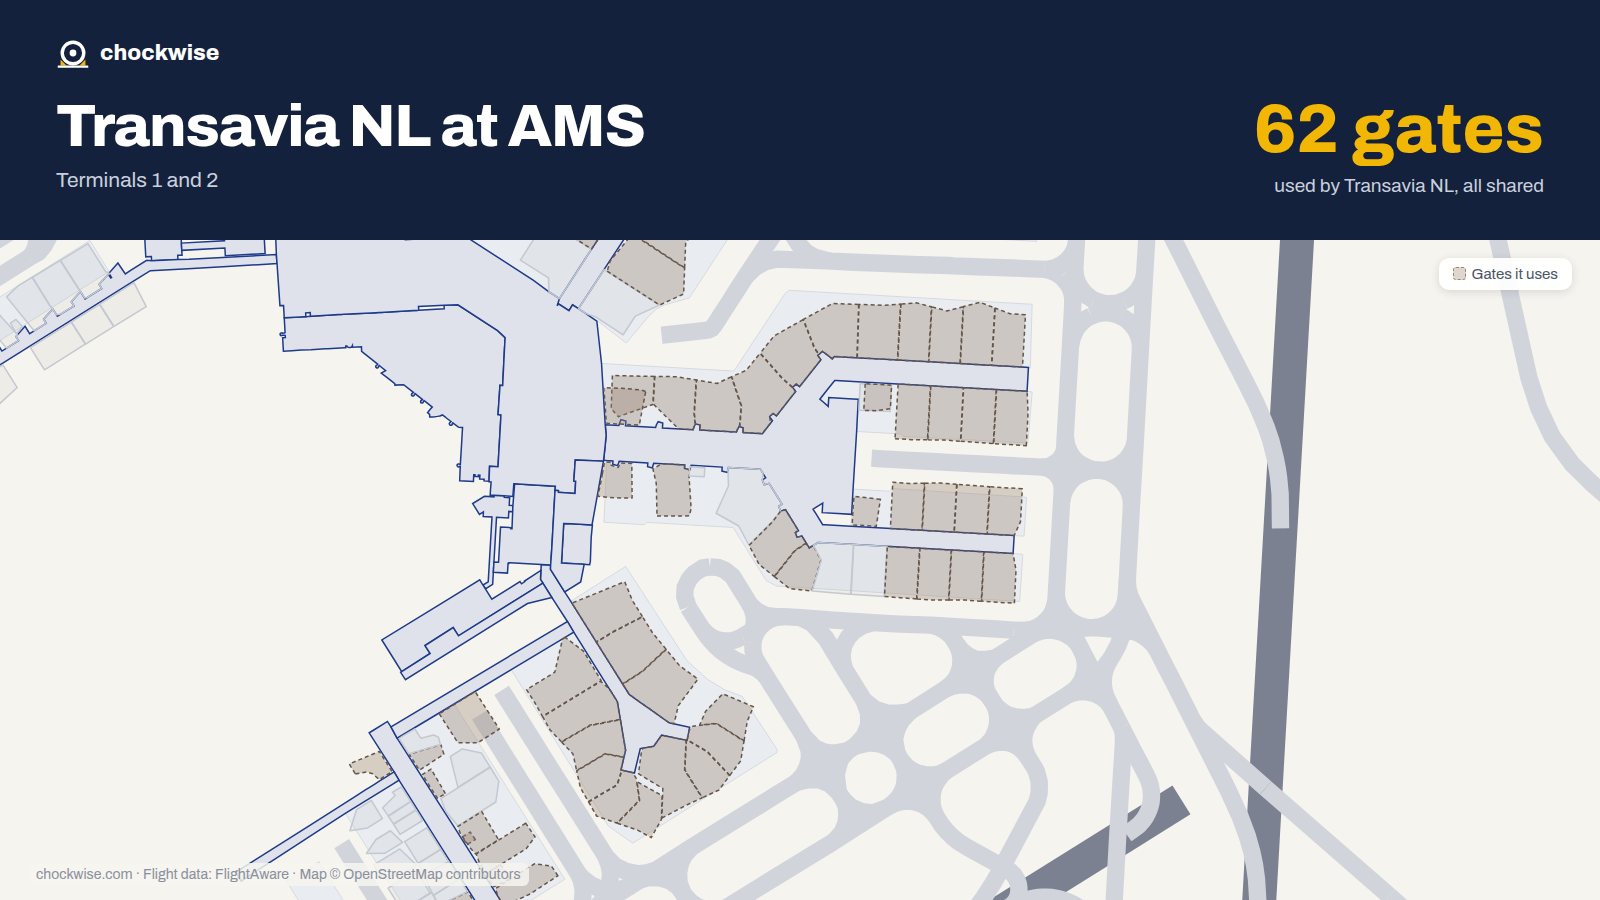 chockwise
Transavia NL at AMS
Terminals 1 and 2
62 gates
used by Transavia NL, all shared
Gates it uses
chockwise.com · Flight data: FlightAware · Map © OpenStreetMap contributors